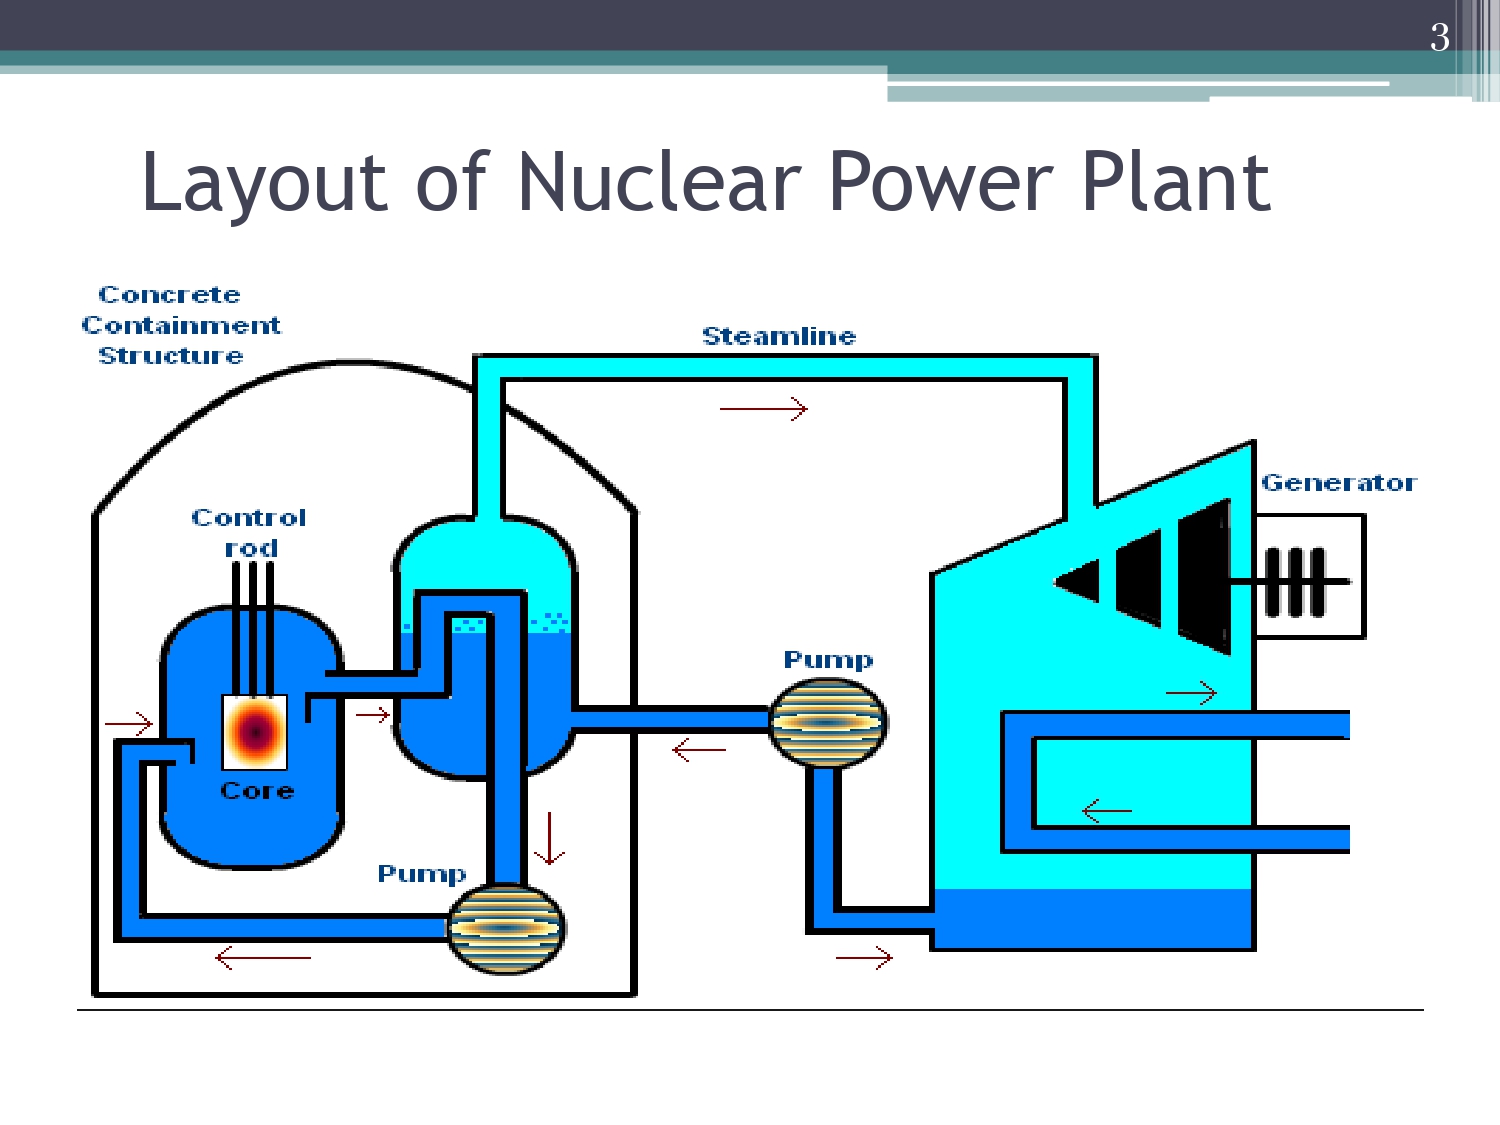 3
Layout of Nuclear Power Plant
Concrete
Containment
Structure
Steamline
Generator
Control
rod
Pump
Core
Pump